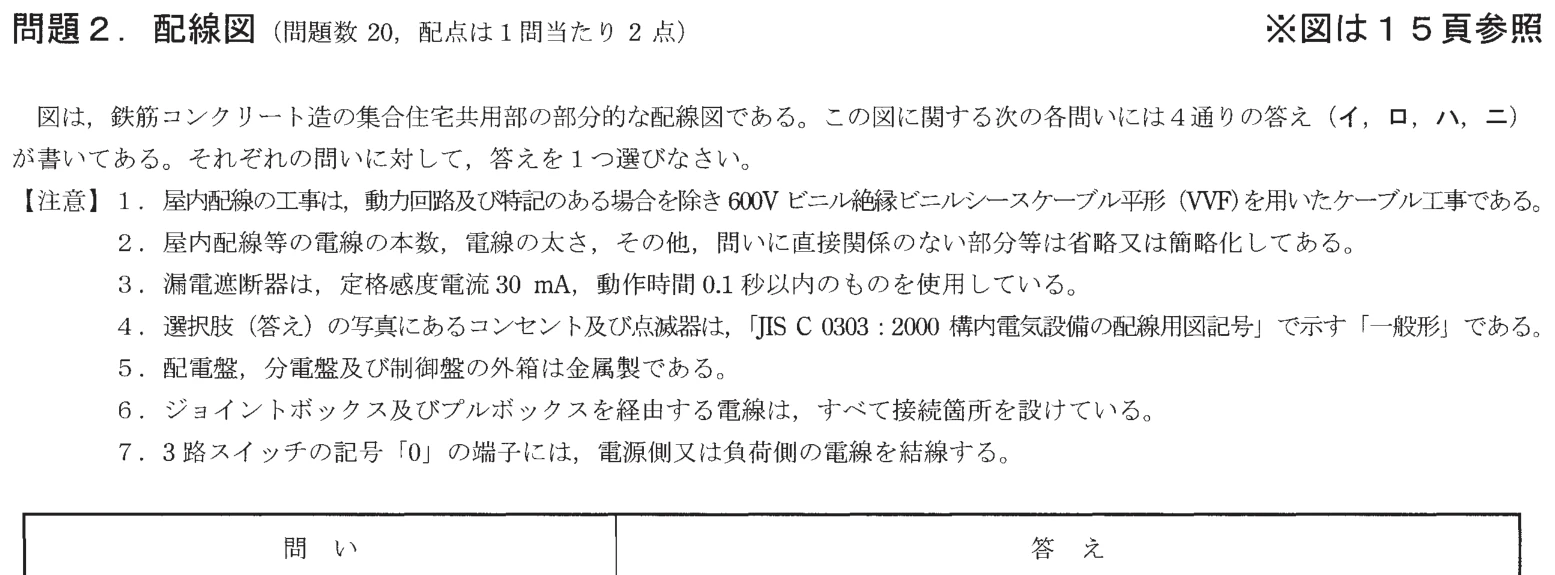 問題２．配線図（問題数 20，配点は１問当たり 2 点）　※図は１５頁参照
図は，鉄筋コンクリート造の集合住宅共用部の部分的な配線図である。この図に関する次の各問いには４通りの答え（イ，ロ，ハ，ニ）
が書いてある。それぞれの問いに対して，答えを１つ選びなさい。
【注意】１．屋内配線の工事は，動力回路及び特記のある場合を除き 600V ビニル絶縁ビニルシースケーブル平形（VVF）を用いたケーブル工事である。
２．屋内配線等の電線の本数，電線の太さ，その他，問いに直接関係のない部分等は省略又は簡略化してある。
３．漏電遮断器は，定格感度電流 30 mA，動作時間 0.1 秒以内のものを使用している。
４．選択肢（答え）の写真にあるコンセント及び点滅器は，「JIS C 0303：2000 構内電気設備の配線用図記号」で示す「一般形」である。
５．配電盤，分電盤及び制御盤の外箱は金属製である。
６．ジョイントボックス及びプルボックスを経由する電線は，すべて接続箇所を設けている。
７．3 路スイッチの記号「0」の端子には，電源側又は負荷側の電線を結線する。
問　い　答　え